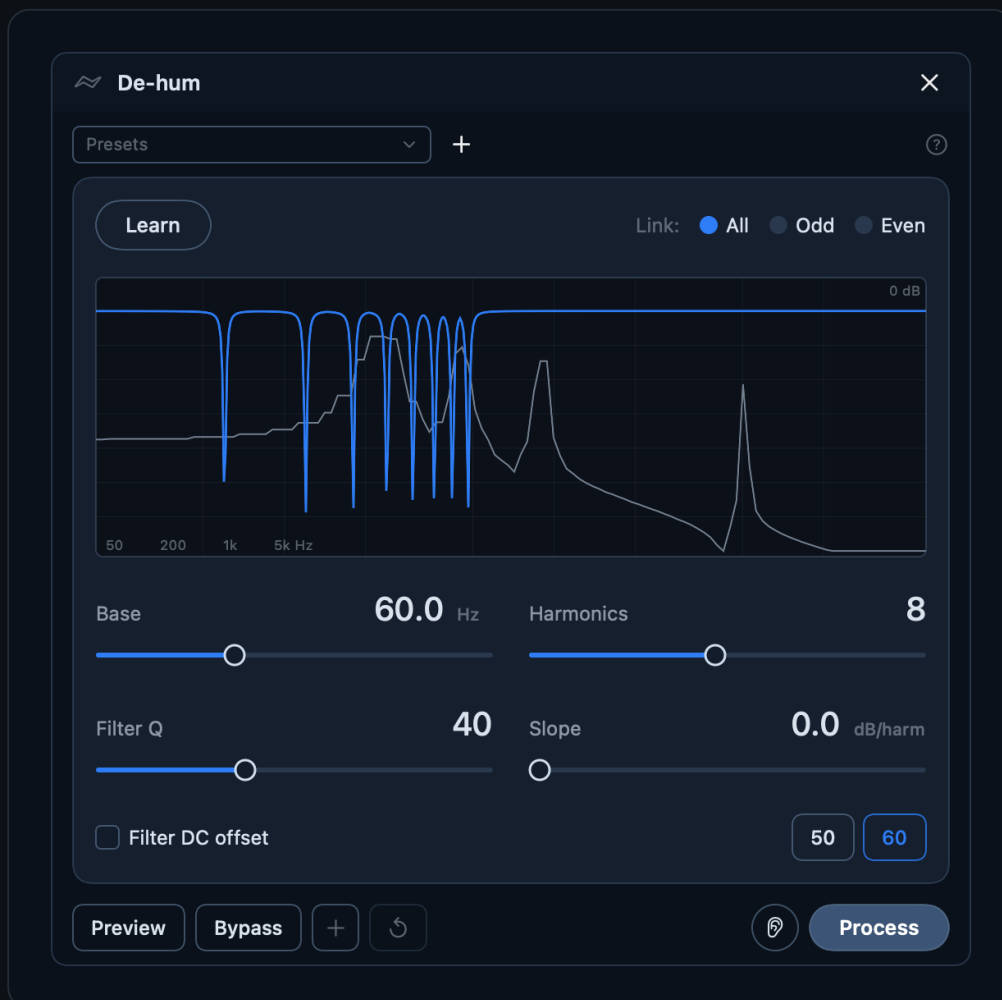 De-hum
Presets
Learn
Link: All Odd Even
0 dB
50 200 1k 5k Hz
Base 60.0 Hz
Harmonics 8
Filter Q 40
Slope 0.0 dB/harm
Filter DC offset
50 60
Preview Bypass
Process